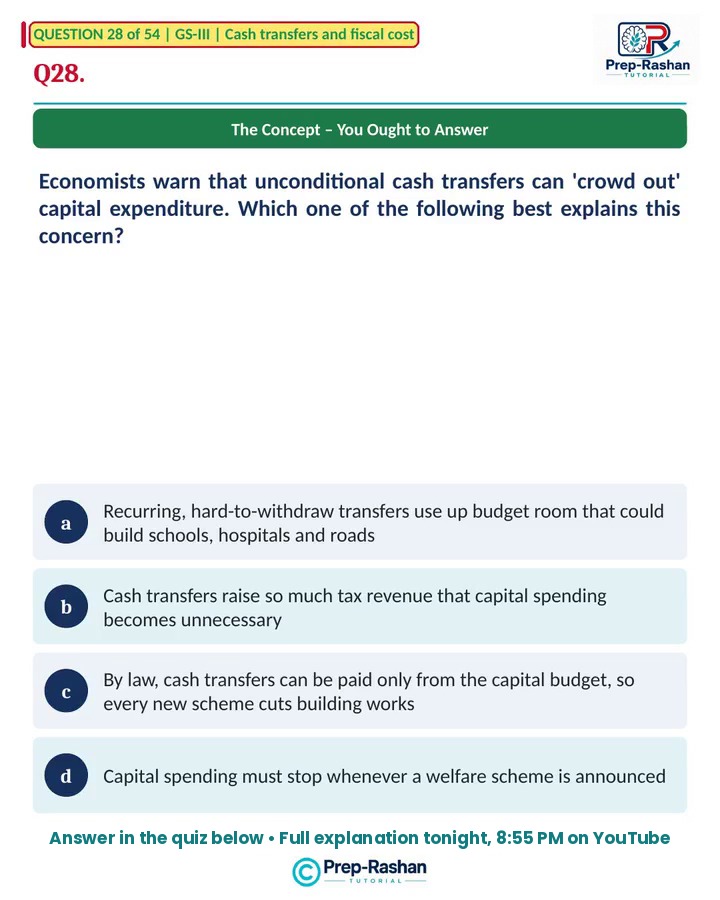 QUESTION 28 of 54 | GS-III | Cash transfers and fiscal cost
Prep-Rashan
TUTORIAL
Q28.
The Concept – You Ought to Answer
Economists warn that unconditional cash transfers can 'crowd out'
capital expenditure. Which one of the following best explains this
concern?
a
Recurring, hard-to-withdraw transfers use up budget room that could
build schools, hospitals and roads
b
Cash transfers raise so much tax revenue that capital spending
becomes unnecessary
c
By law, cash transfers can be paid only from the capital budget, so
every new scheme cuts building works
d
Capital spending must stop whenever a welfare scheme is announced
Answer in the quiz below • Full explanation tonight, 8:55 PM on YouTube
© Prep-Rashan
TUTORIAL